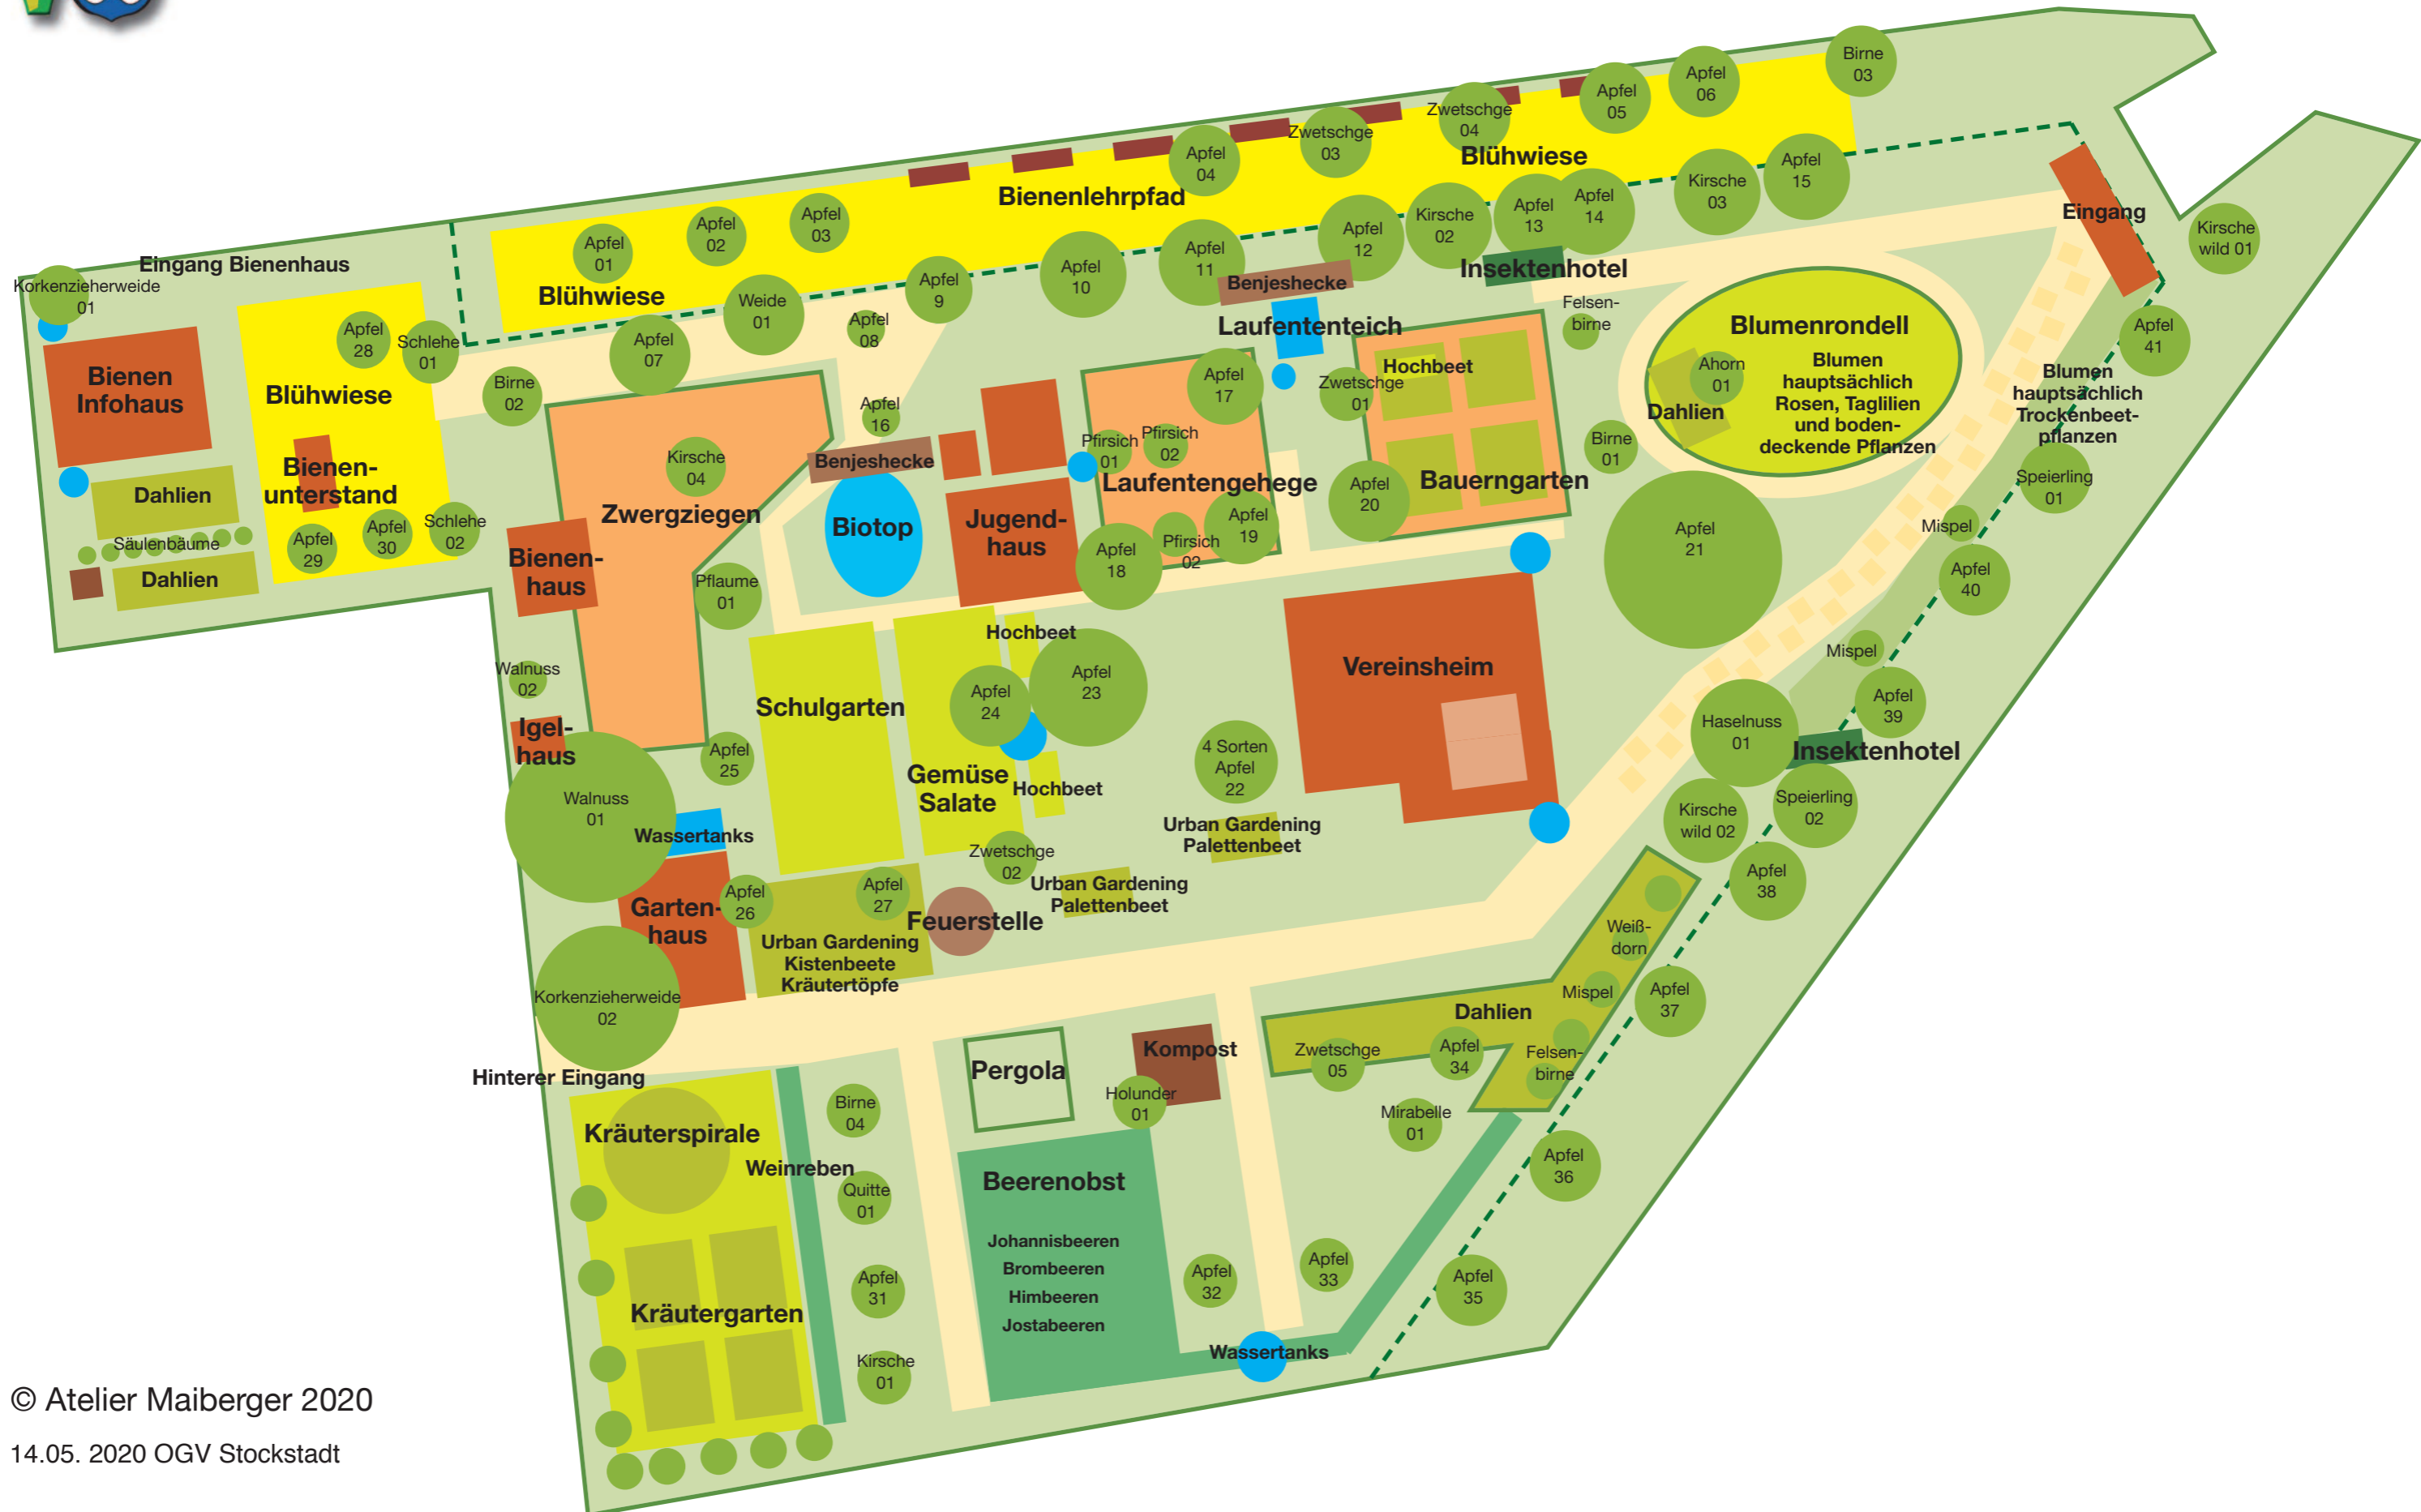 Birne
03
Apfel
06
Apfel
05
Zwetschge
04
Zwetschge
03
Apfel
04
Blühwiese
Bienenlehrpfad
Apfel
15
Kirsche
03
Apfel
14
Apfel
13
Kirsche
02
Apfel
12
Apfel
11
Apfel
10
Apfel
9
Apfel
03
Apfel
02
Apfel
01
Blühwiese
Weide
01
Apfel
08
Apfel
07
Eingang
Kirsche
wild 01
Eingang Bienenhaus
Korkenzieherweide
01
Bienen
Infohaus
Apfel
28
Schlehe
01
Blühwiese
Birne
02
Bienen-
unterstand
Dahlien
Säulenbäume
Dahlien
Apfel
29
Apfel
30
Schlehe
02
Insektenhotel
Benjeshecke
Laufententeich
Felsen-
birne
Blumenrondell
Blumen
hauptsächlich
Rosen, Taglilien
und boden-
deckende Pflanzen
Ahorn
01
Dahlien
Apfel
41
Blumen
hauptsächlich
Trockenbeet-
pflanzen
Speierling
01
Hochbeet
Zwetschge
01
Apfel
17
Apfel
16
Benjeshecke
Kirsche
04
Zwergziegen
Pfirsich
01
Pfirsich
02
Laufentengehege
Apfel
20
Bauerngarten
Birne
01
Apfel
21
Mispel
Apfel
40
Biotop
Jugend-
haus
Apfel
18
Pfirsich
02
Apfel
19
Bienen-
haus
Pflaume
01
Hochbeet
Walnuss
02
Igel-
haus
Schulgarten
Apfel
24
Apfel
23
Vereinsheim
Mispel
Apfel
39
Haselnuss
01
Insektenhotel
Apfel
25
Gemüse
Salate
Hochbeet
4 Sorten
Apfel
22
Walnuss
01
Wassertanks
Urban Gardening
Palettenbeet
Kirsche
wild 02
Speierling
02
Zwetschge
02
Urban Gardening
Palettenbeet
Apfel
38
Garten-
haus
Apfel
26
Apfel
27
Feuerstelle
Urban Gardening
Kistenbeete
Kräutertöpfe
Weiß-
dorn
Korkenzieherweide
02
Mispel
Apfel
37
Dahlien
Hinterer Eingang
Pergola
Kompost
Zwetschge
05
Apfel
34
Felsen-
birne
Holunder
01
Mirabelle
01
Birne
04
Kräuterspirale
Weinreben
Beerenobst
Apfel
36
Quitte
01
Johannisbeeren
Brombeeren
Himbeeren
Jostabeeren
Apfel
31
Apfel
32
Apfel
33
Apfel
35
Kräutergarten
Kirsche
01
Wassertanks
© Atelier Maiberger 2020
14.05. 2020 OGV Stockstadt